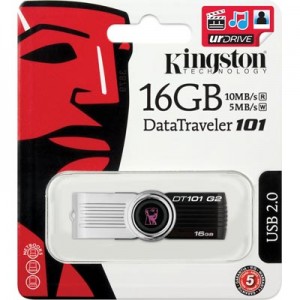 urDRIVE
Kingston
TECHNOLOGY
16GB 10MB/s R
5MB/s W
DataTraveler 101
DT101 G2
16GB
USB 2.0
5